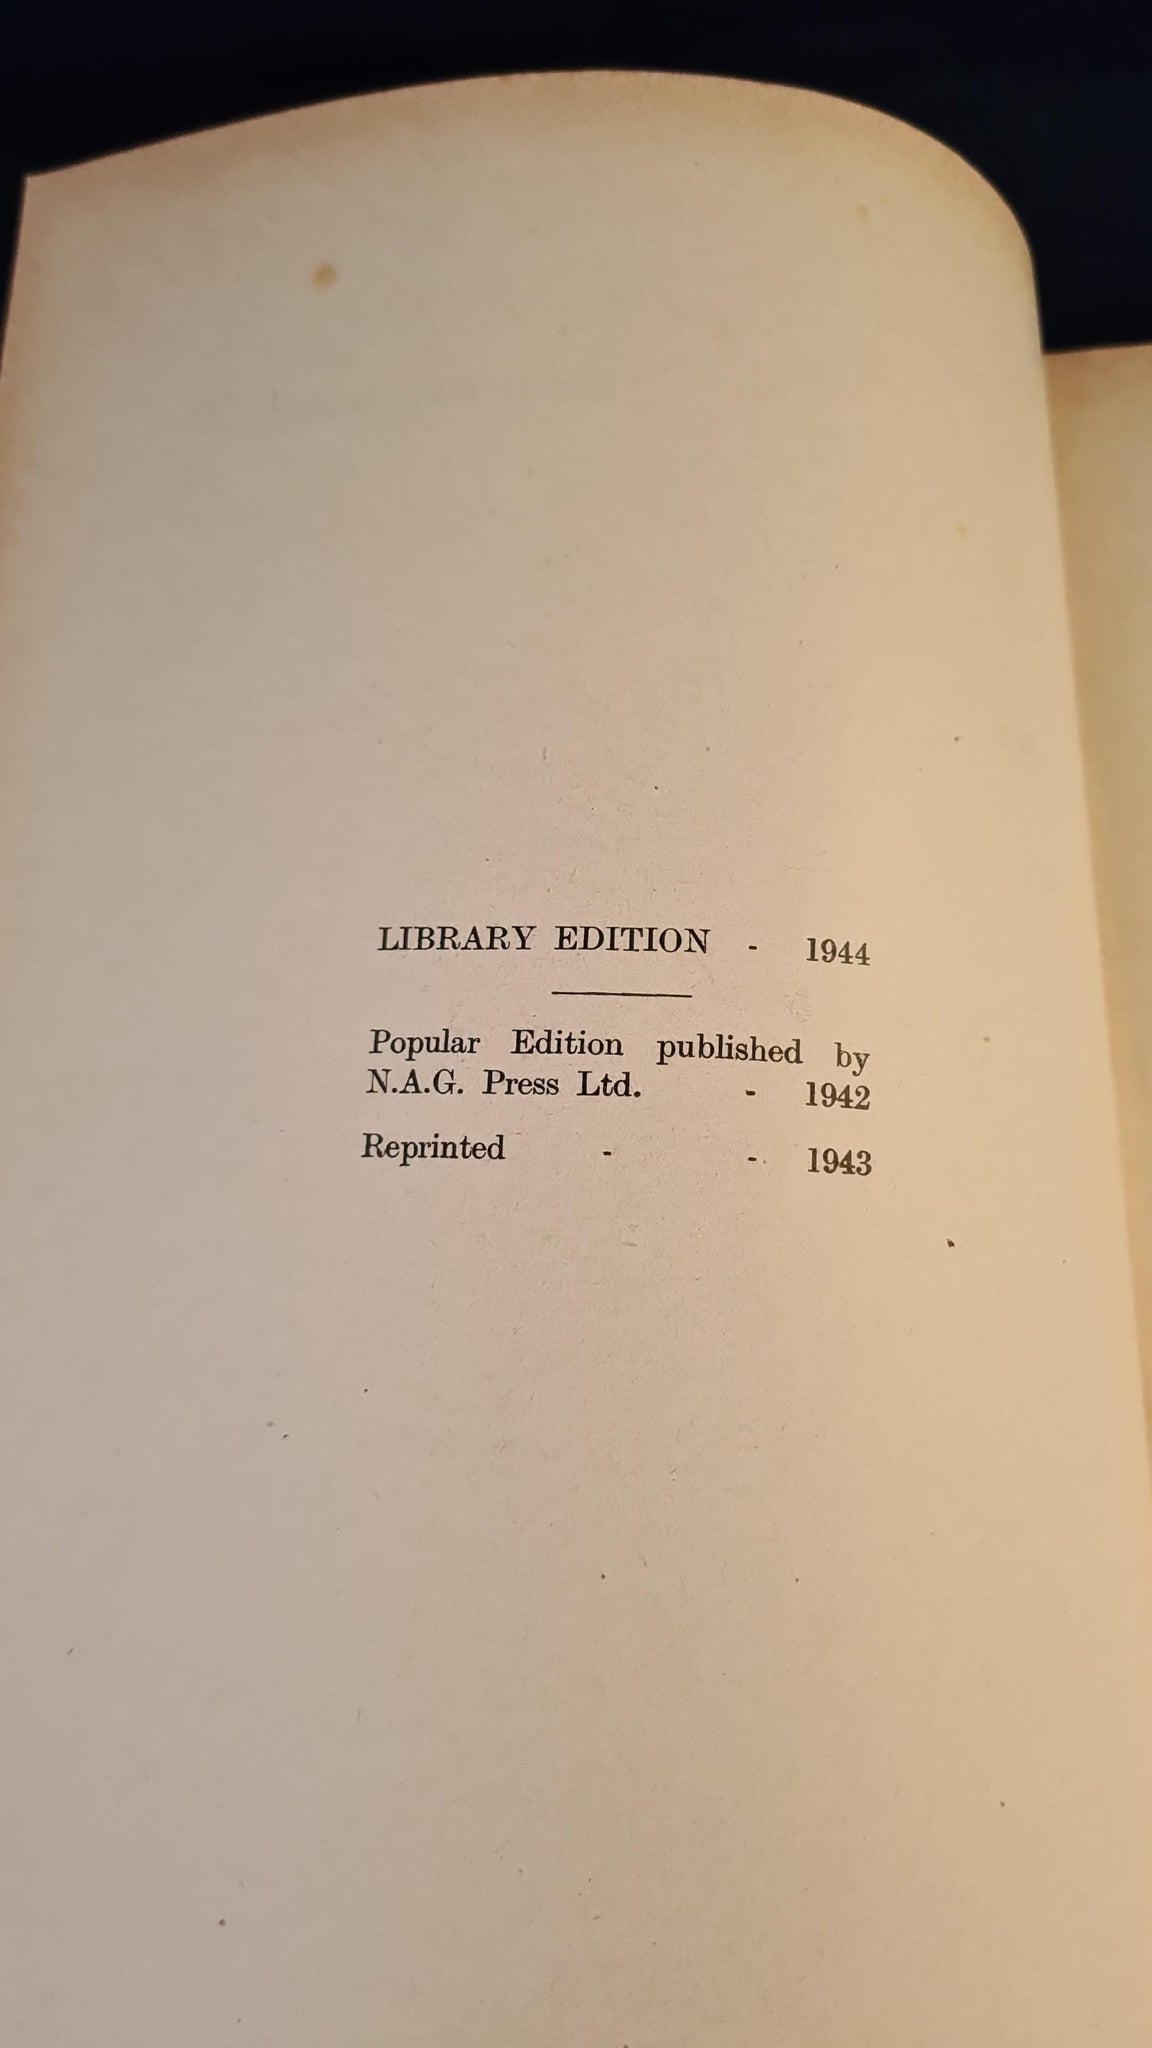 LIBRARY EDITION - 1944
Popular Edition published by
N.A.G. Press Ltd. - 1942
Reprinted - - 1943